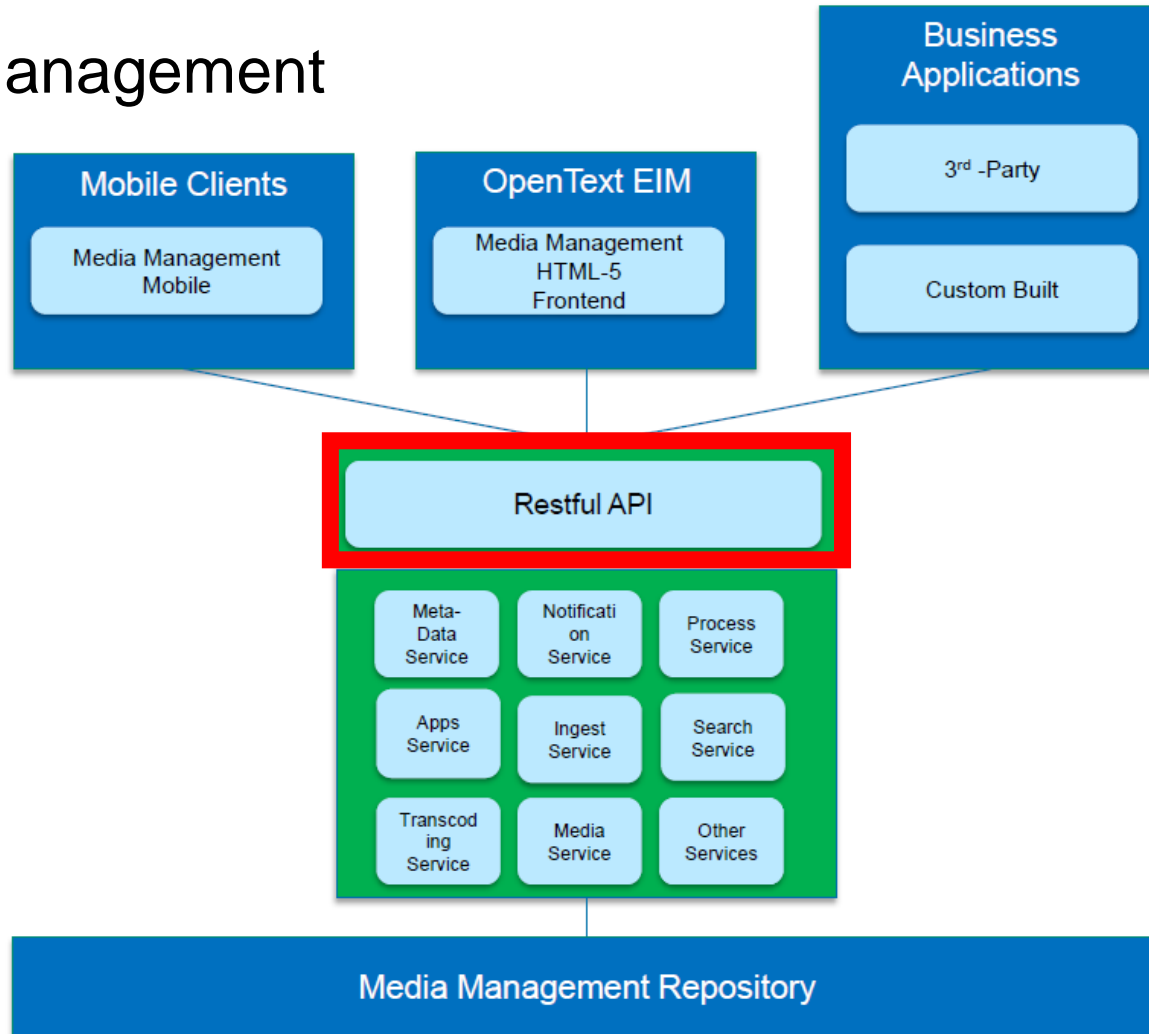 anagement
Business
Applications
3rd -Party
Custom Built
Mobile Clients
Media Management
Mobile
OpenText EIM
Media Management
HTML-5
Frontend
Restful API
Meta-
Data
Service
Notificati
on
Service
Process
Service
Apps
Service
Ingest
Service
Search
Service
Transcod
ing
Service
Media
Service
Other
Services
Media Management Repository